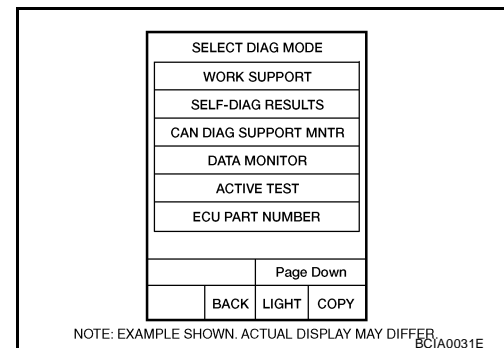 SELECT DIAG MODE
WORK SUPPORT
SELF-DIAG RESULTS
CAN DIAG SUPPORT MNTR
DATA MONITOR
ACTIVE TEST
ECU PART NUMBER
Page Down
BACK LIGHT COPY
NOTE: EXAMPLE SHOWN. ACTUAL DISPLAY MAY DIFFER.
BCIA0031E